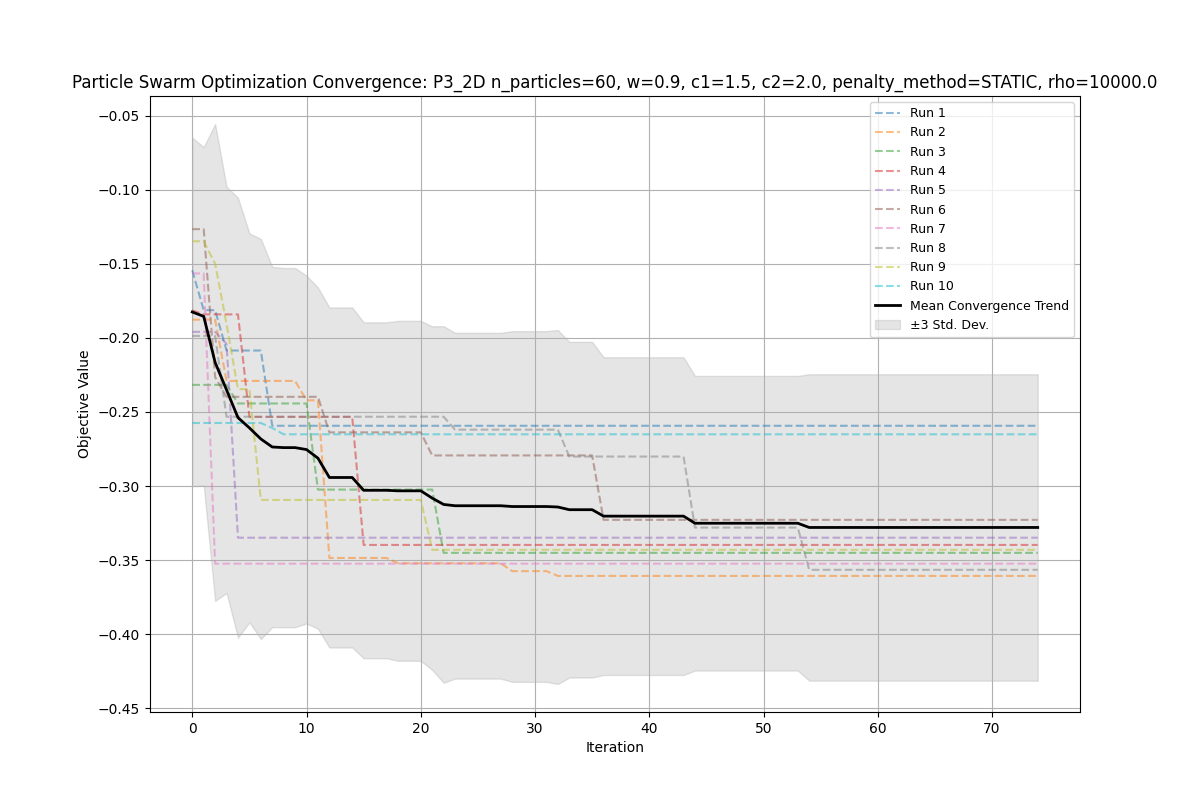 Particle Swarm Optimization Convergence: P3_2D n_particles=60, w=0.9, c1=1.5, c2=2.0, penalty_method=STATIC, rho=10000.0
Objective Value
−0.05
−0.10
−0.15
−0.20
−0.25
−0.30
−0.35
−0.40
−0.45
Run 1
Run 2
Run 3
Run 4
Run 5
Run 6
Run 7
Run 8
Run 9
Run 10
Mean Convergence Trend
±3 Std. Dev.
0 10 20 30 40 50 60 70
Iteration